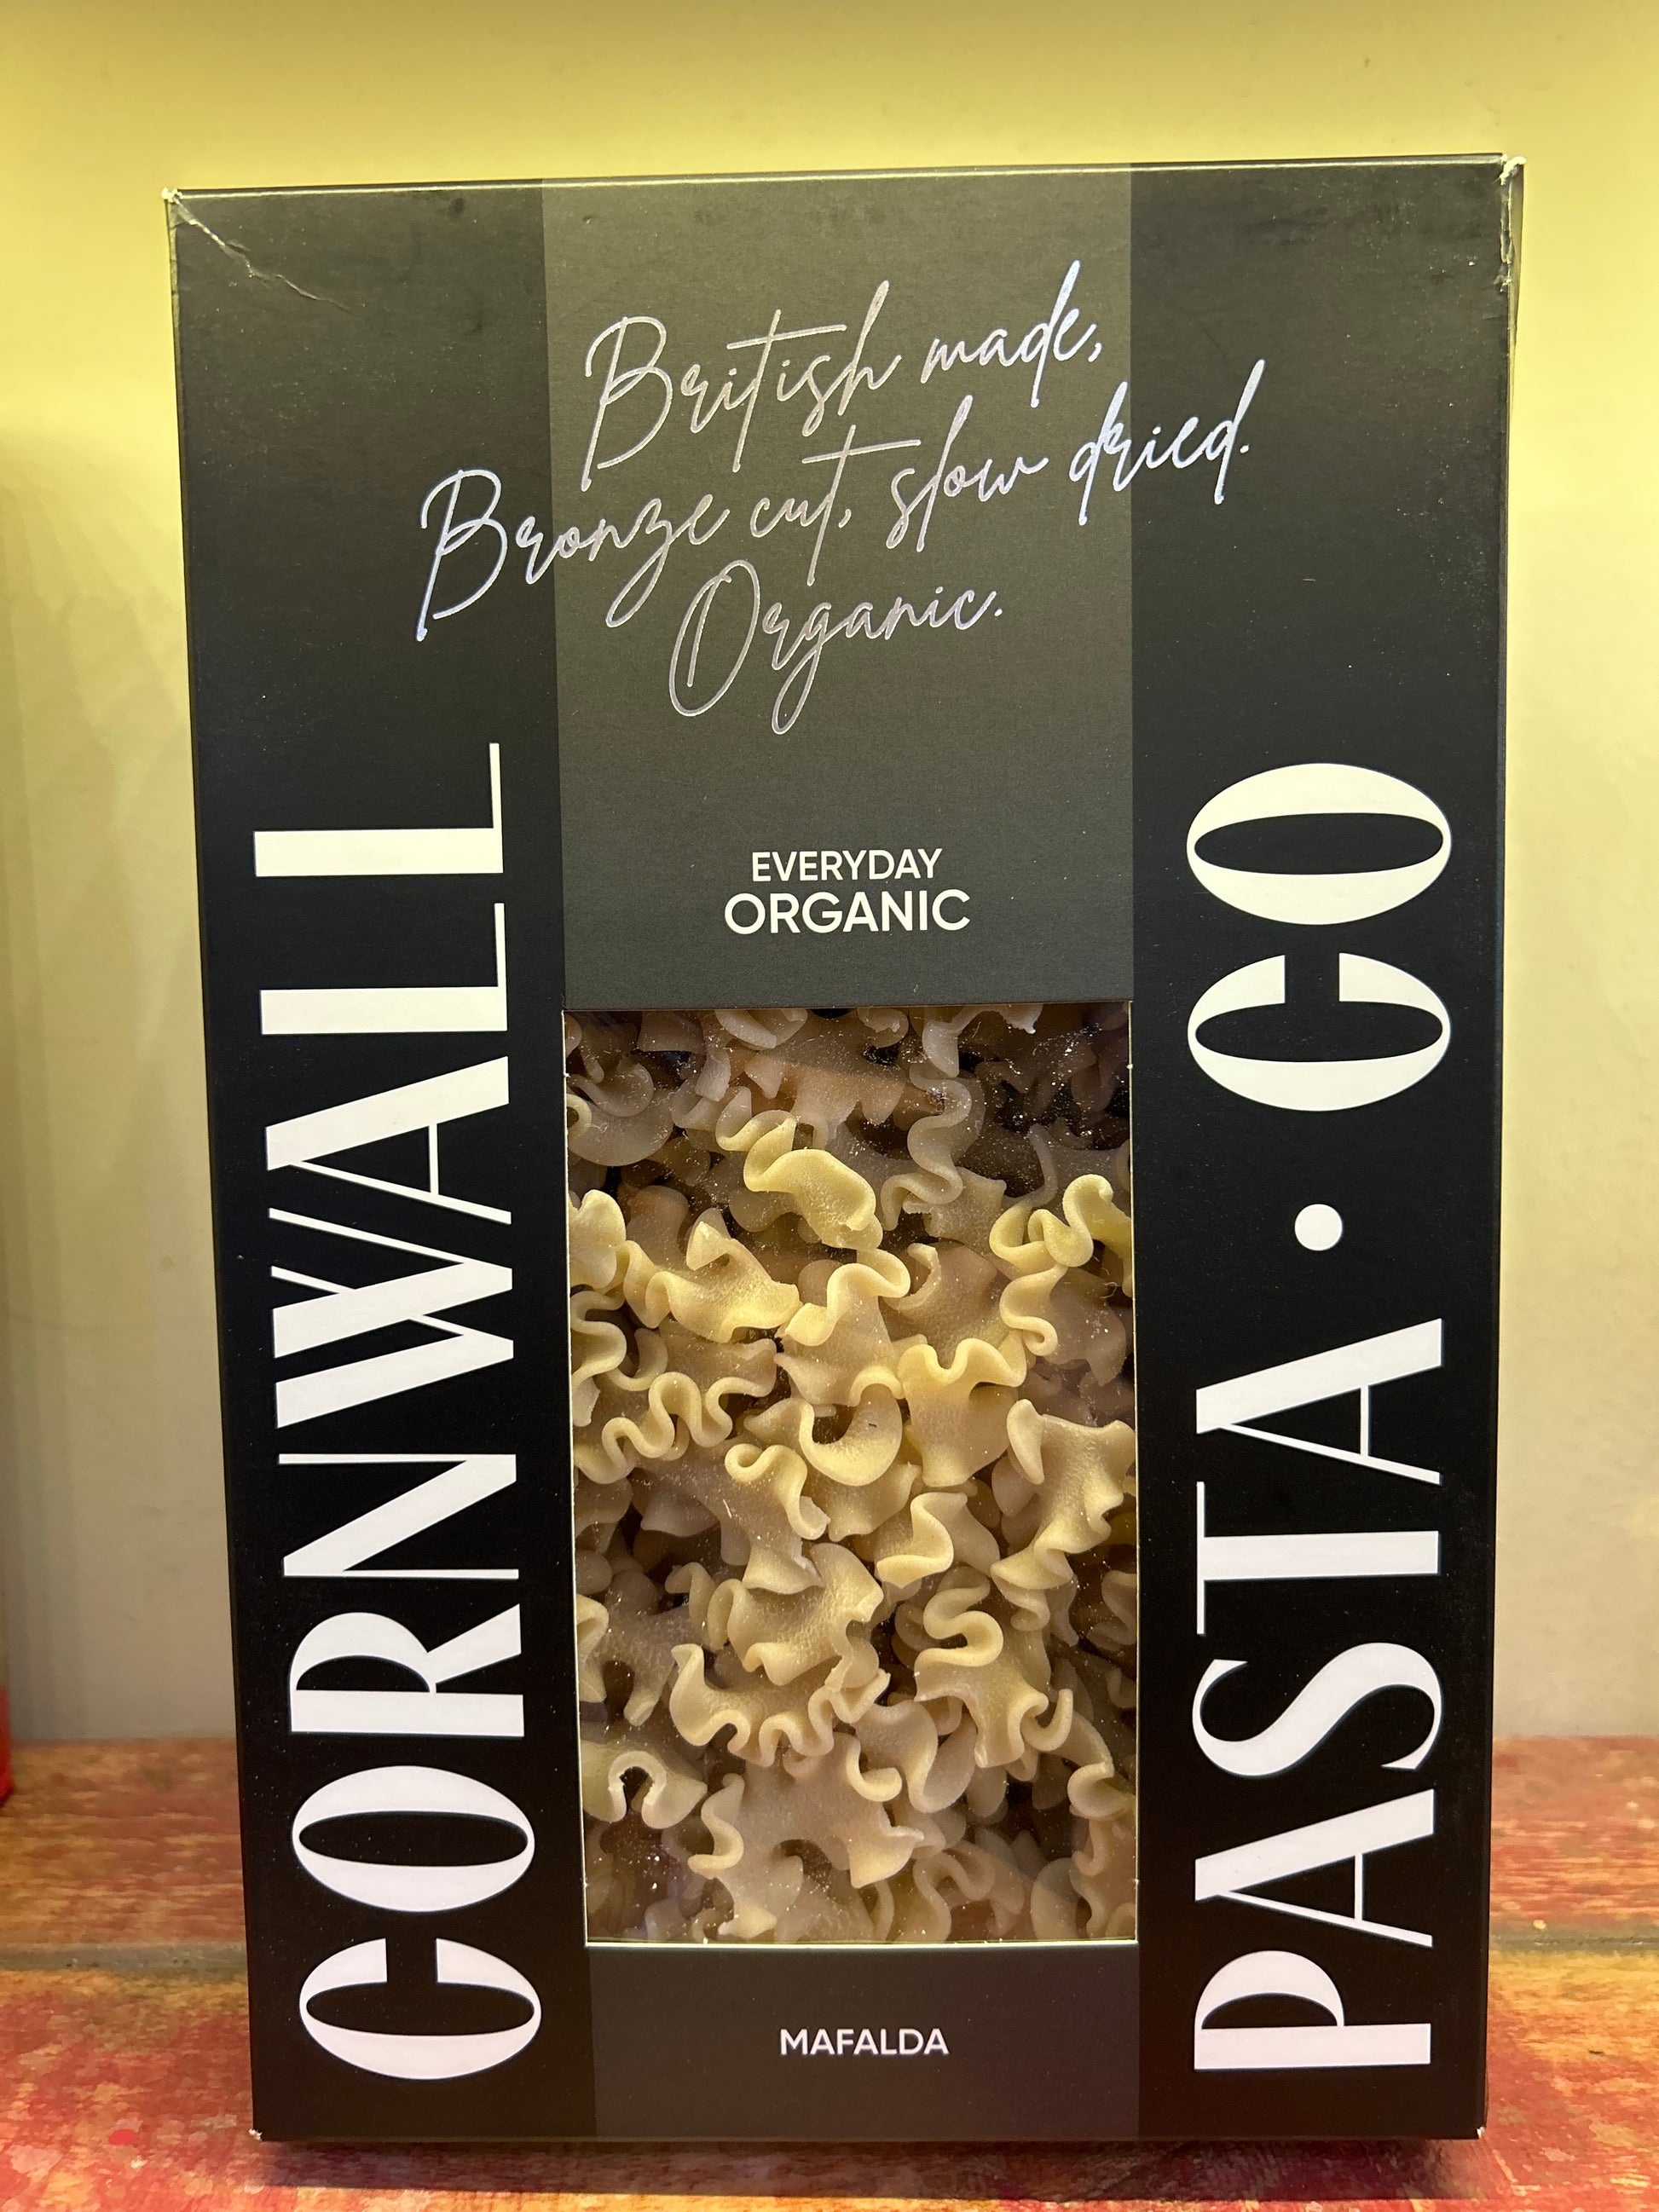 British made,
Bronze cut, slow dried.
Organic.
EVERYDAY
ORGANIC
CORNWALL
PASTA • CO
MAFALDA